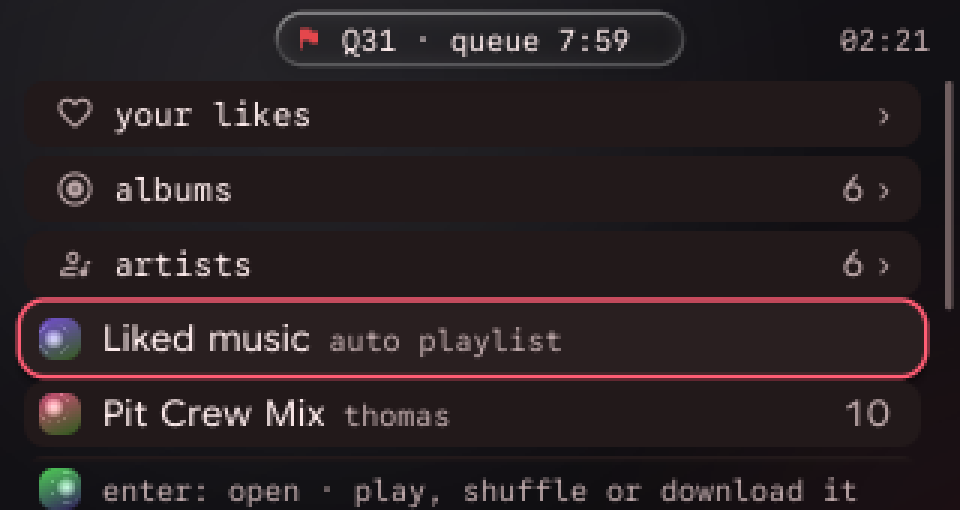 Q31 · queue 7:59
02:21
your likes ›
albums 6 ›
artists 6 ›
Liked music auto playlist
Pit Crew Mix thomas 10
enter: open · play, shuffle or download it